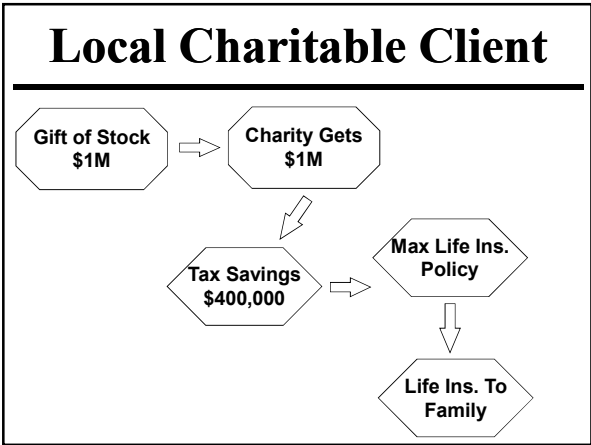 Local Charitable Client
Gift of Stock
$1M
Charity Gets
$1M
Tax Savings
$400,000
Max Life Ins.
Policy
Life Ins. To
Family